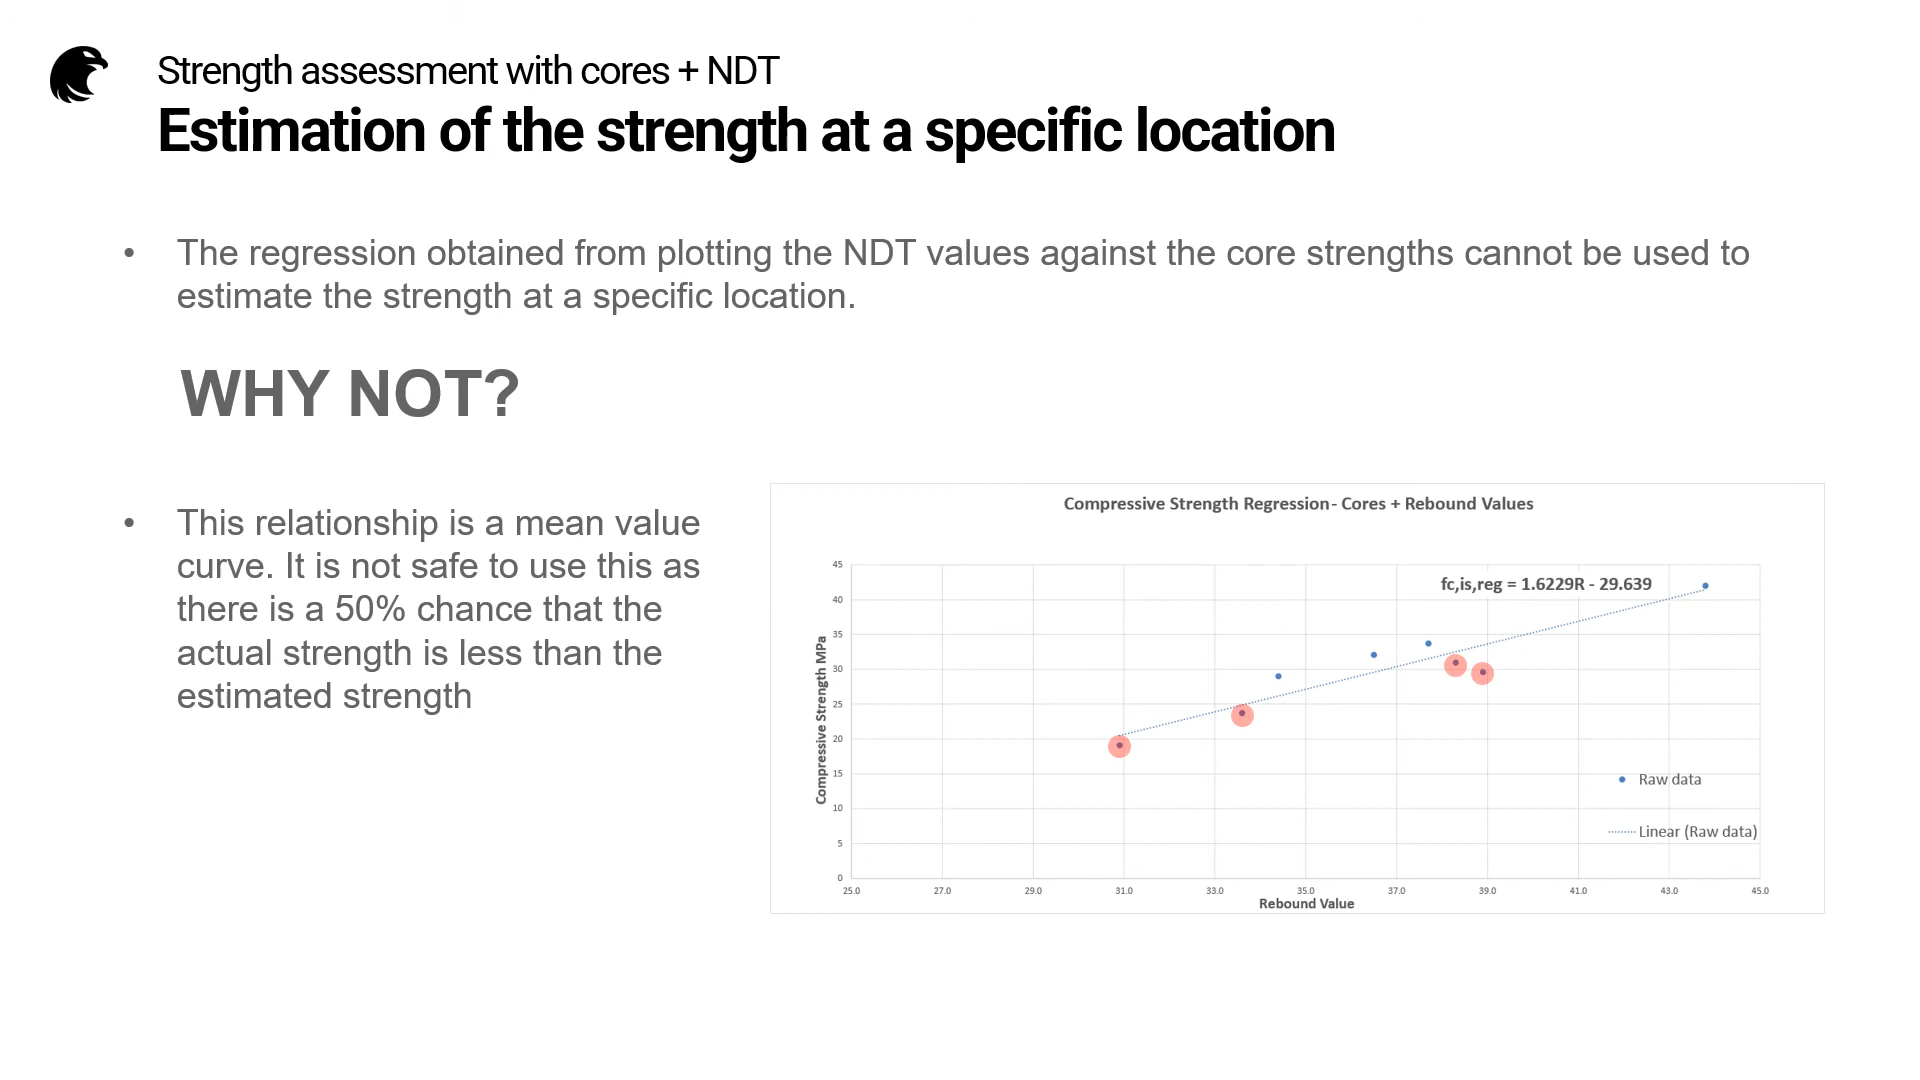 Strength assessment with cores + NDT
Estimation of the strength at a specific location
• The regression obtained from plotting the NDT values against the core strengths cannot be used to
estimate the strength at a specific location.
WHY NOT?
• This relationship is a mean value
curve. It is not safe to use this as
there is a 50% chance that the
actual strength is less than the
estimated strength
Compressive Strength Regression- Cores + Rebound Values
fc,is,reg = 1.6229R - 29.639
Compressive Strength MPa
45
40
35
30
25
20
15
10
5
0
Raw data
Linear (Raw data)
25.0 27.0 29.0 31.0 33.0 35.0 37.0 39.0 41.0 43.0 45.0
Rebound Value